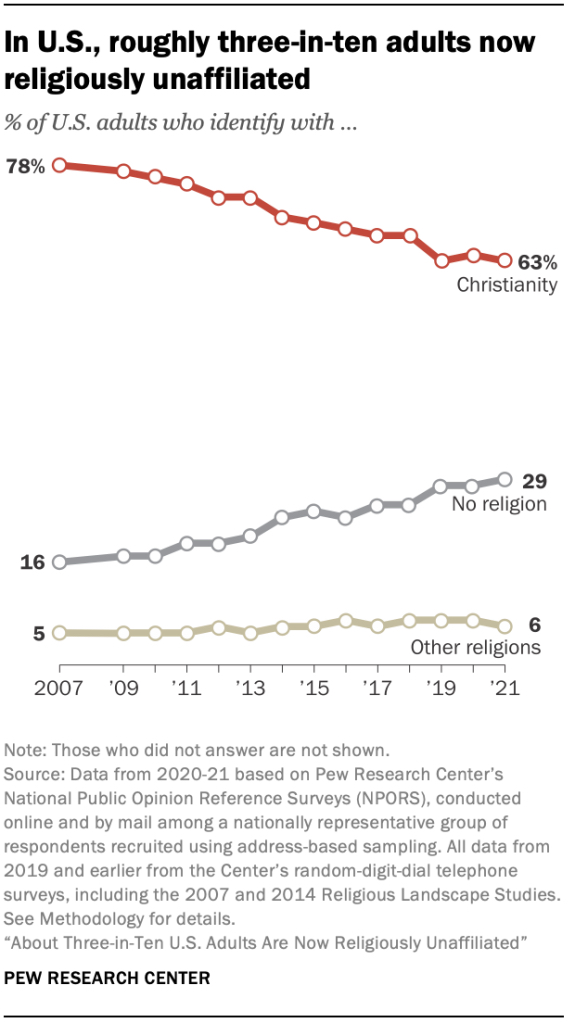 In U.S., roughly three-in-ten adults now
religiously unaffiliated
% of U.S. adults who identify with ...
78%
63%
Christianity
29
No religion
16
5
6
Other religions
2007 ’09 ’11 ’13 ’15 ’17 ’19 ’21
Note: Those who did not answer are not shown.
Source: Data from 2020-21 based on Pew Research Center’s
National Public Opinion Reference Surveys (NPORS), conducted
online and by mail among a nationally representative group of
respondents recruited using address-based sampling. All data from
2019 and earlier from the Center’s random-digit-dial telephone
surveys, including the 2007 and 2014 Religious Landscape Studies.
See Methodology for details.
“About Three-in-Ten U.S. Adults Are Now Religiously Unaffiliated”
PEW RESEARCH CENTER